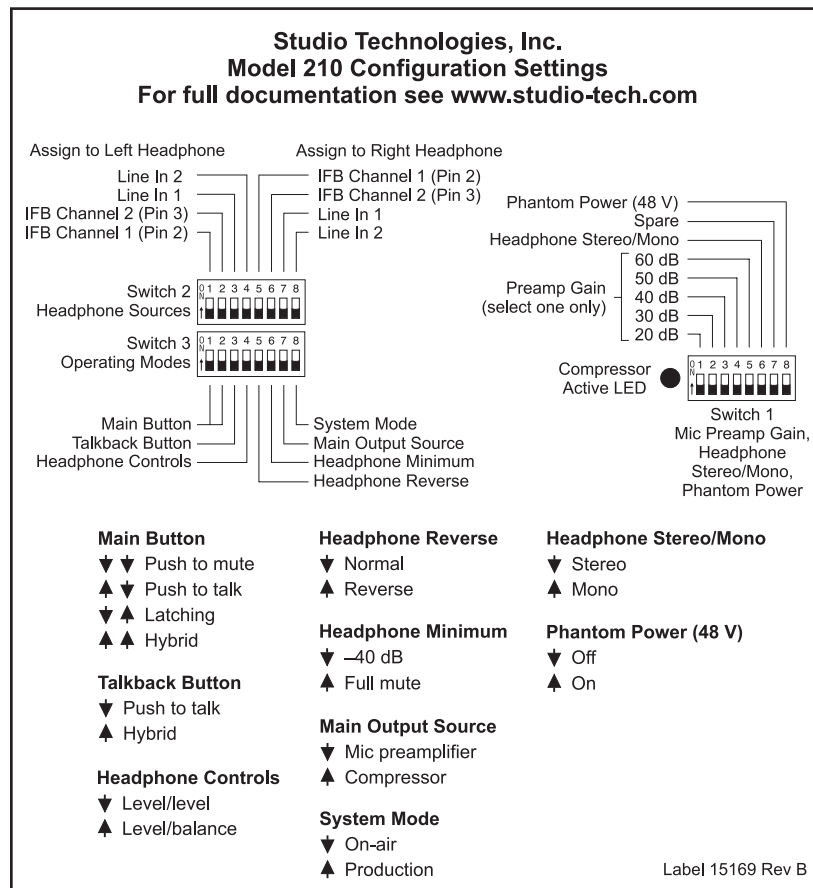 Studio Technologies, Inc.
Model 210 Configuration Settings
For full documentation see www.studio-tech.com
Assign to Left Headphone
Line In 2
Line In 1
IFB Channel 2 (Pin 3)
IFB Channel 1 (Pin 2)
Assign to Right Headphone
IFB Channel 1 (Pin 2)
IFB Channel 2 (Pin 3)
Line In 1
Line In 2
Switch 2
Headphone Sources
O N 1 2 3 4 5 6 7 8
Switch 3
Operating Modes
O N 1 2 3 4 5 6 7 8
Main Button
Talkback Button
Headphone Controls
System Mode
Main Output Source
Headphone Minimum
Headphone Reverse
Phantom Power (48 V)
Spare
Headphone Stereo/Mono
Preamp Gain
(select one only)
60 dB
50 dB
40 dB
30 dB
20 dB
Compressor
Active LED
O N 1 2 3 4 5 6 7 8
Switch 1
Mic Preamp Gain,
Headphone
Stereo/Mono,
Phantom Power
Main Button
Push to mute
Push to talk
Latching
Hybrid
Talkback Button
Push to talk
Hybrid
Headphone Controls
Level/level
Level/balance
Headphone Reverse
Normal
Reverse
Headphone Minimum
–40 dB
Full mute
Main Output Source
Mic preamplifier
Compressor
System Mode
On-air
Production
Headphone Stereo/Mono
Stereo
Mono
Phantom Power (48 V)
Off
On
Label 15169 Rev B